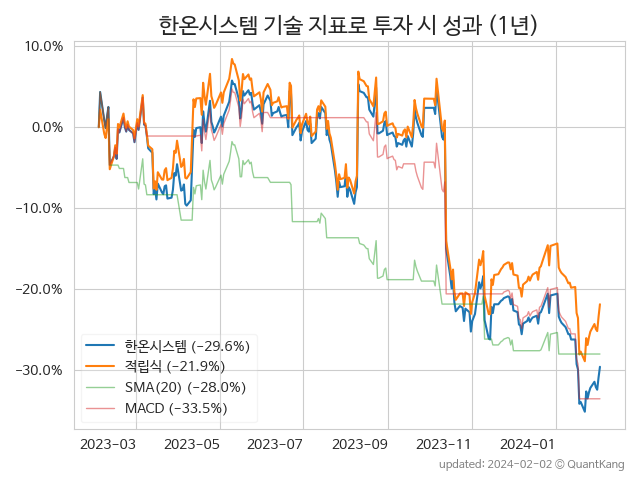 한온시스템 기술 지표로 투자 시 성과 (1년)
10.0%
0.0%
−10.0%
−20.0%
−30.0%
한온시스템 (−29.6%)
적립식 (−21.9%)
SMA(20) (−28.0%)
MACD (−33.5%)
2023-03 2023-05 2023-07 2023-09 2023-11 2024-01
updated: 2024-02-02 © QuantKang